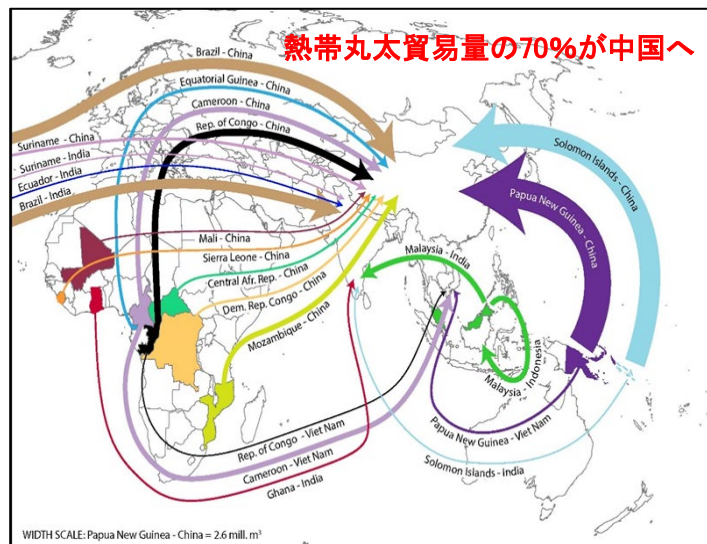 熱帯丸太貿易量の70%が中国へ
Brazil - China
Equatorial Guinea - China
Cameroon - China
Rep. of Congo - China
Suriname - China
Suriname - India
Ecuador - India
Brazil - India
Solomon Islands - China
Papua New Guinea - China
Mali - China
Sierra Leone - China
Central Afr. Rep. - China
Dem. Rep. Congo - China
Mozambique - China
Malaysia - India
Malaysia - Indonesia
Rep. of Congo - Viet Nam
Cameroon - Viet Nam
Ghana - India
Papua New Guinea - Viet Nam
Solomon Islands - India
WIDTH SCALE: Papua New Guinea - China = 2.6 mill. m³